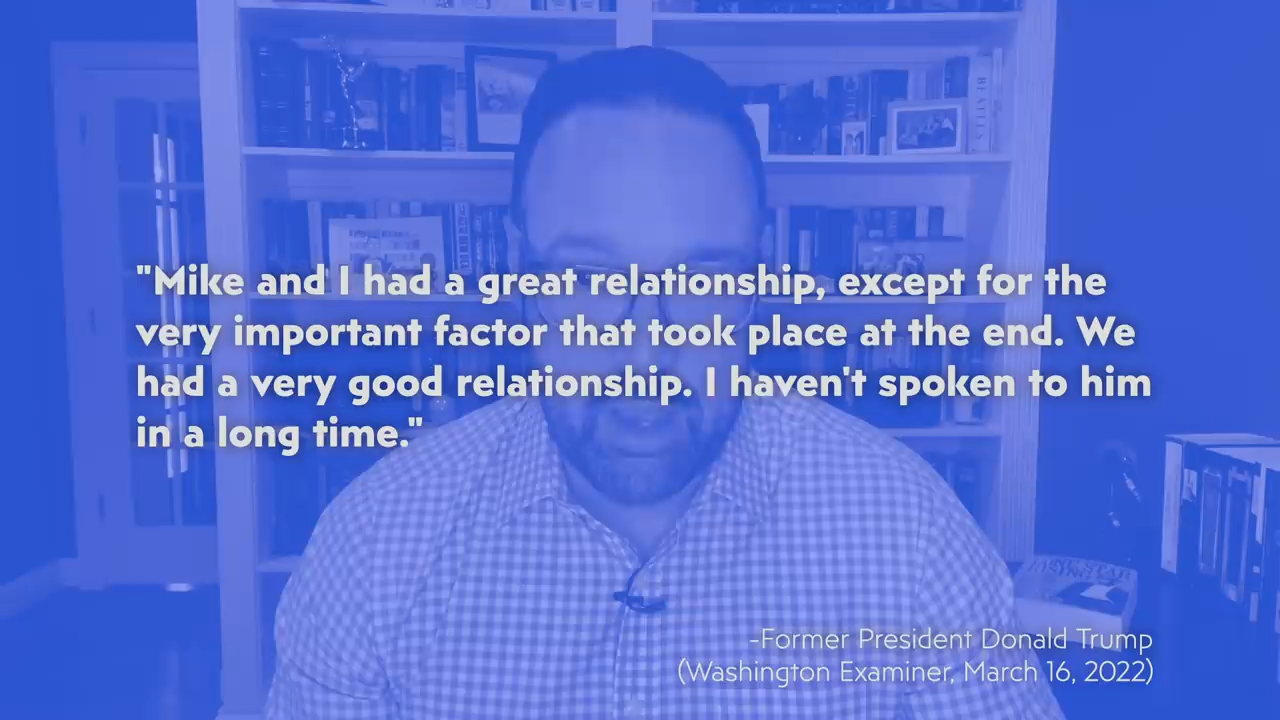 "Mike and I had a great relationship, except for the
very important factor that took place at the end. We
had a very good relationship. I haven't spoken to him
in a long time."
-Former President Donald Trump
(Washington Examiner, March 16, 2022)